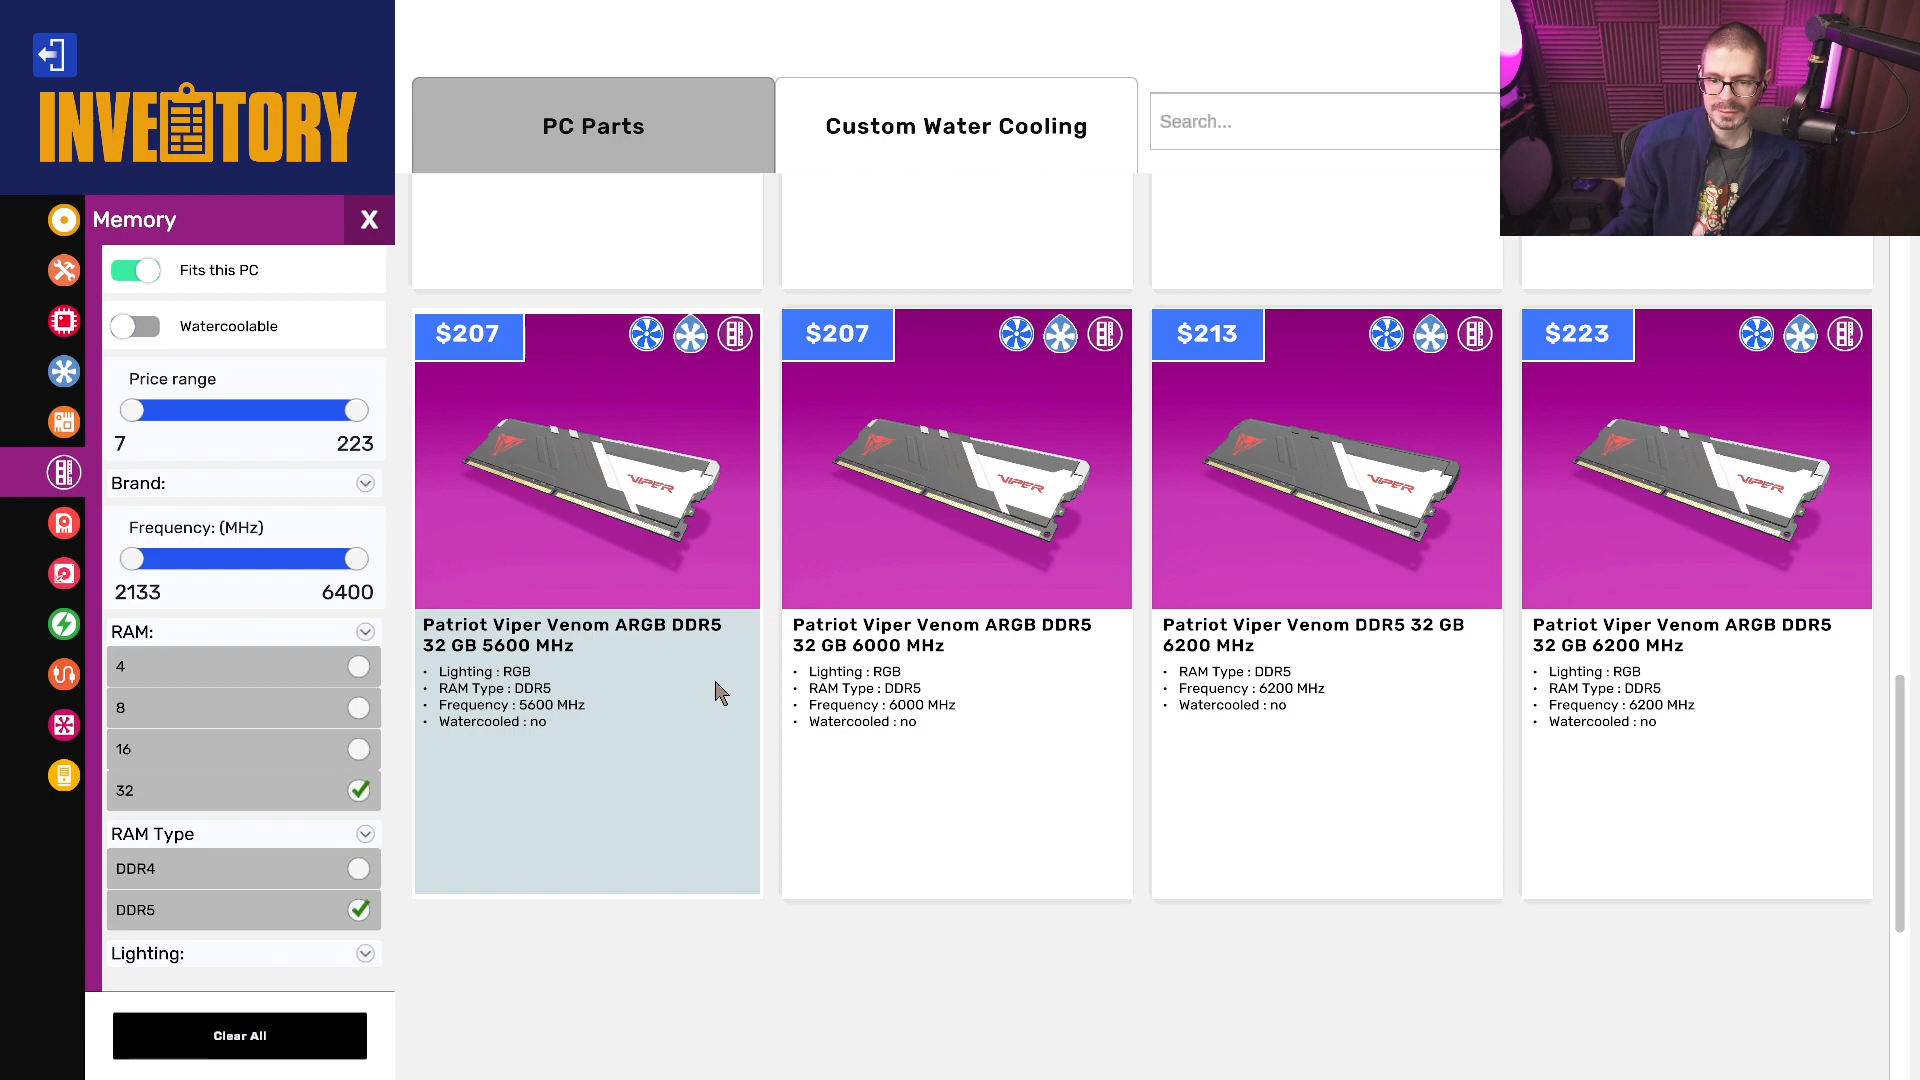 INVENTORY
PC Parts
Custom Water Cooling
Search...
Memory
X
Fits this PC
Watercoolable
Price range
7
223
Brand:
Frequency: (MHz)
2133
6400
RAM:
4
8
16
32
RAM Type
DDR4
DDR5
Lighting:
Clear All
$207
VIPER
Patriot Viper Venom ARGB DDR5
32 GB 5600 MHz
• Lighting : RGB
• RAM Type : DDR5
• Frequency : 5600 MHz
• Watercooled : no
$207
VIPER
Patriot Viper Venom ARGB DDR5
32 GB 6000 MHz
• Lighting : RGB
• RAM Type : DDR5
• Frequency : 6000 MHz
• Watercooled : no
$213
VIPER
Patriot Viper Venom DDR5 32 GB
6200 MHz
• RAM Type : DDR5
• Frequency : 6200 MHz
• Watercooled : no
$223
VIPER
Patriot Viper Venom ARGB DDR5
32 GB 6200 MHz
• Lighting : RGB
• RAM Type : DDR5
• Frequency : 6200 MHz
• Watercooled : no